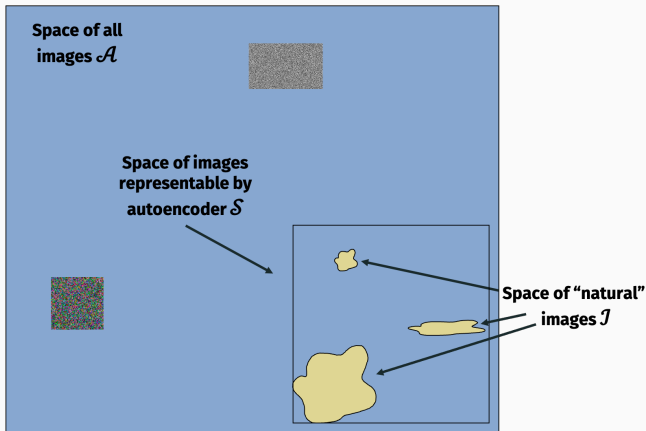 Space of all
images 𝒜
Space of images
representable by
autoencoder 𝒮
Space of “natural”
images ℐ